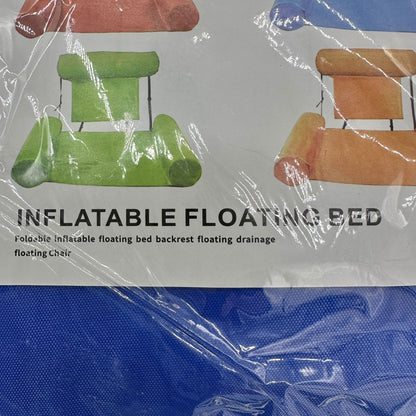 INFLATABLE FLOATING BED
Foldable inflatable floating bed backrest floating drainage
floating Chair